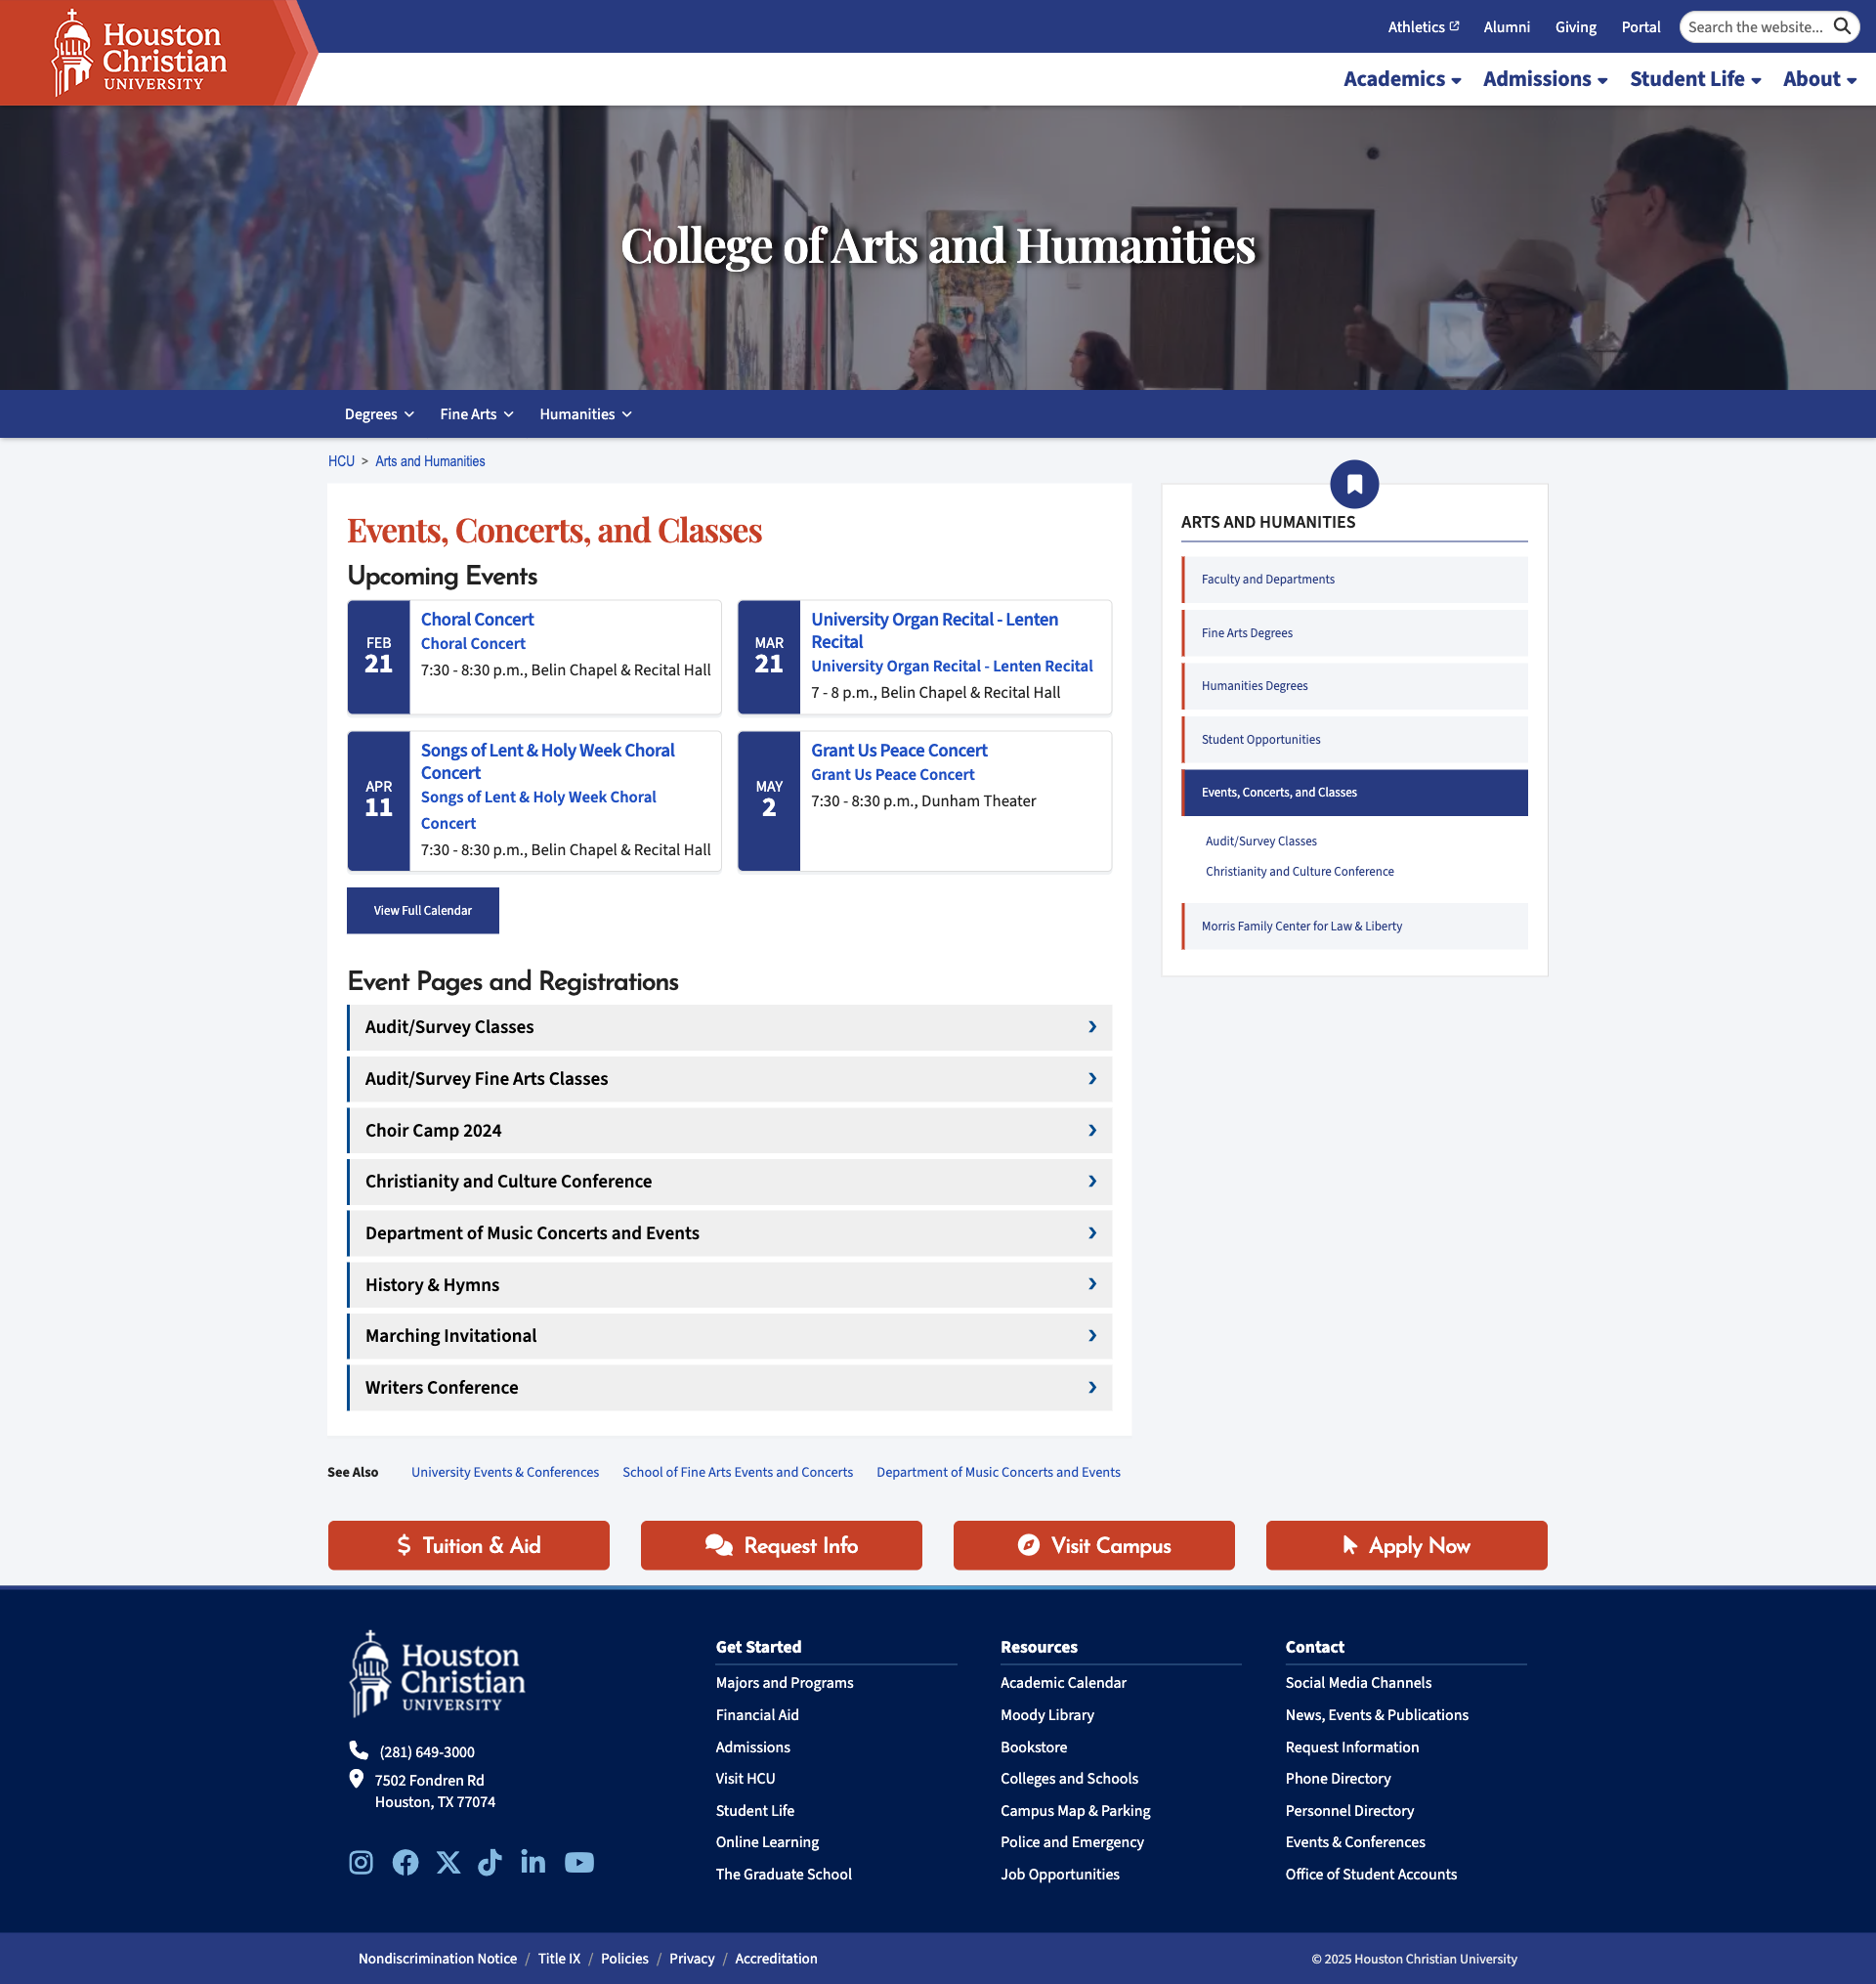 Houston
Christian
UNIVERSITY
Athletics
Alumni
Giving
Portal
Search the website...
Academics
Admissions
Student Life
About
College of Arts and Humanities
Degrees
Fine Arts
Humanities
HCU > Arts and Humanities
Events, Concerts, and Classes
Upcoming Events
FEB
21
Choral Concert
Choral Concert
7:30 - 8:30 p.m., Belin Chapel & Recital Hall
MAR
21
University Organ Recital - Lenten
Recital
University Organ Recital - Lenten Recital
7 - 8 p.m., Belin Chapel & Recital Hall
APR
11
Songs of Lent & Holy Week Choral
Concert
Songs of Lent & Holy Week Choral
Concert
7:30 - 8:30 p.m., Belin Chapel & Recital Hall
MAY
2
Grant Us Peace Concert
Grant Us Peace Concert
7:30 - 8:30 p.m., Dunham Theater
View Full Calendar
Event Pages and Registrations
Audit/Survey Classes
Audit/Survey Fine Arts Classes
Choir Camp 2024
Christianity and Culture Conference
Department of Music Concerts and Events
History & Hymns
Marching Invitational
Writers Conference
ARTS AND HUMANITIES
Faculty and Departments
Fine Arts Degrees
Humanities Degrees
Student Opportunities
Events, Concerts, and Classes
Audit/Survey Classes
Christianity and Culture Conference
Morris Family Center for Law & Liberty
See Also
University Events & Conferences
School of Fine Arts Events and Concerts
Department of Music Concerts and Events
Tuition & Aid
Request Info
Visit Campus
Apply Now
Houston
Christian
UNIVERSITY
(281) 649-3000
7502 Fondren Rd
Houston, TX 77074
Get Started
Majors and Programs
Financial Aid
Admissions
Visit HCU
Student Life
Online Learning
The Graduate School
Resources
Academic Calendar
Moody Library
Bookstore
Colleges and Schools
Campus Map & Parking
Police and Emergency
Job Opportunities
Contact
Social Media Channels
News, Events & Publications
Request Information
Phone Directory
Personnel Directory
Events & Conferences
Office of Student Accounts
Nondiscrimination Notice / Title IX / Policies / Privacy / Accreditation
© 2025 Houston Christian University